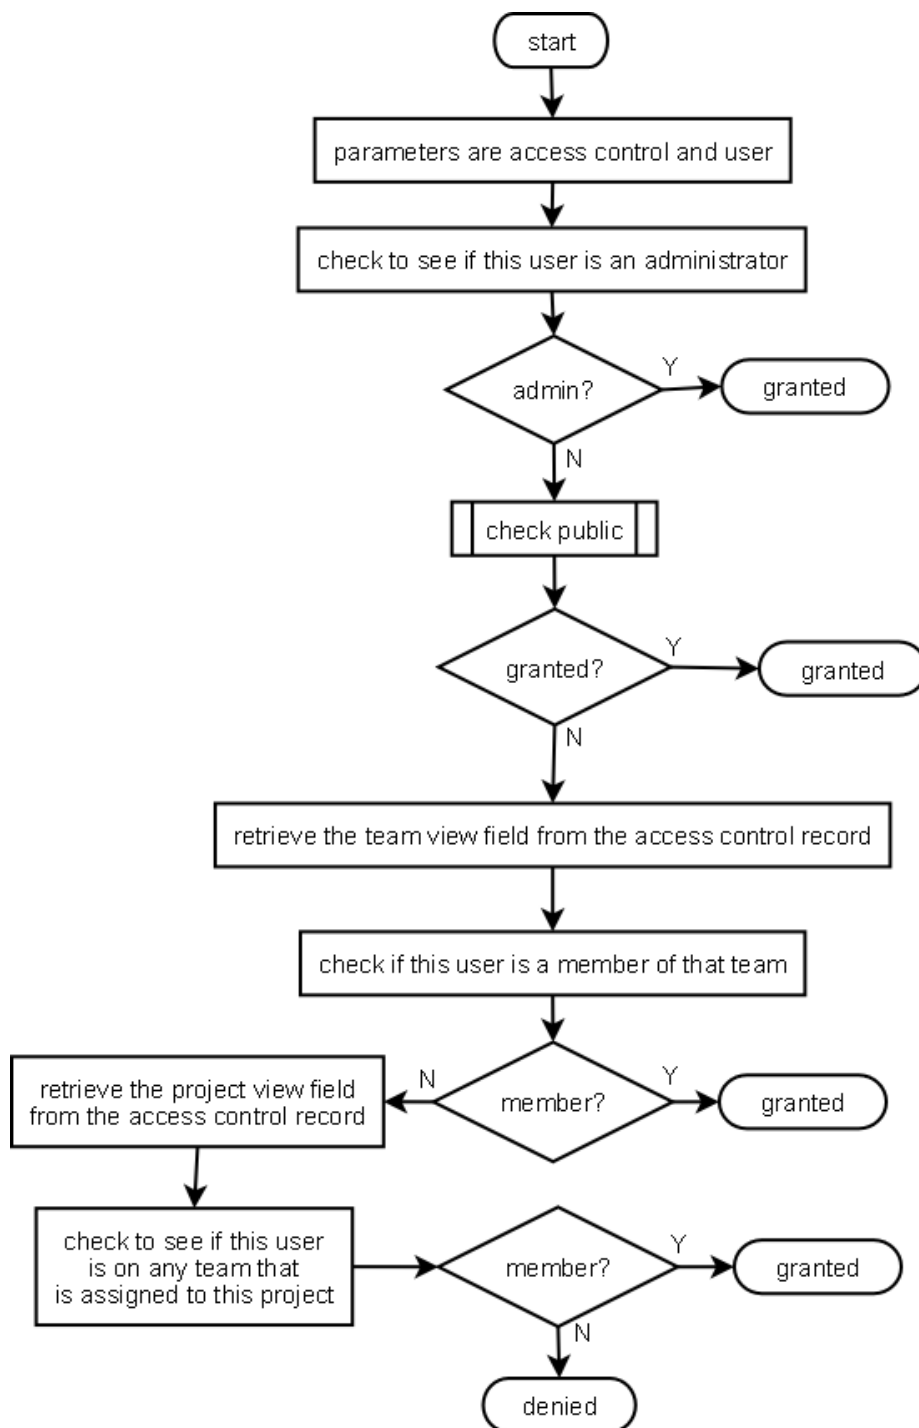 start
parameters are access control and user
check to see if this user is an administrator
admin?
Y
granted
N
check public
granted?
Y
granted
N
retrieve the team view field from the access control record
check if this user is a member of that team
member?
Y
granted
N
retrieve the project view field
from the access control record
check to see if this user
is on any team that
is assigned to this project
member?
Y
granted
N
denied